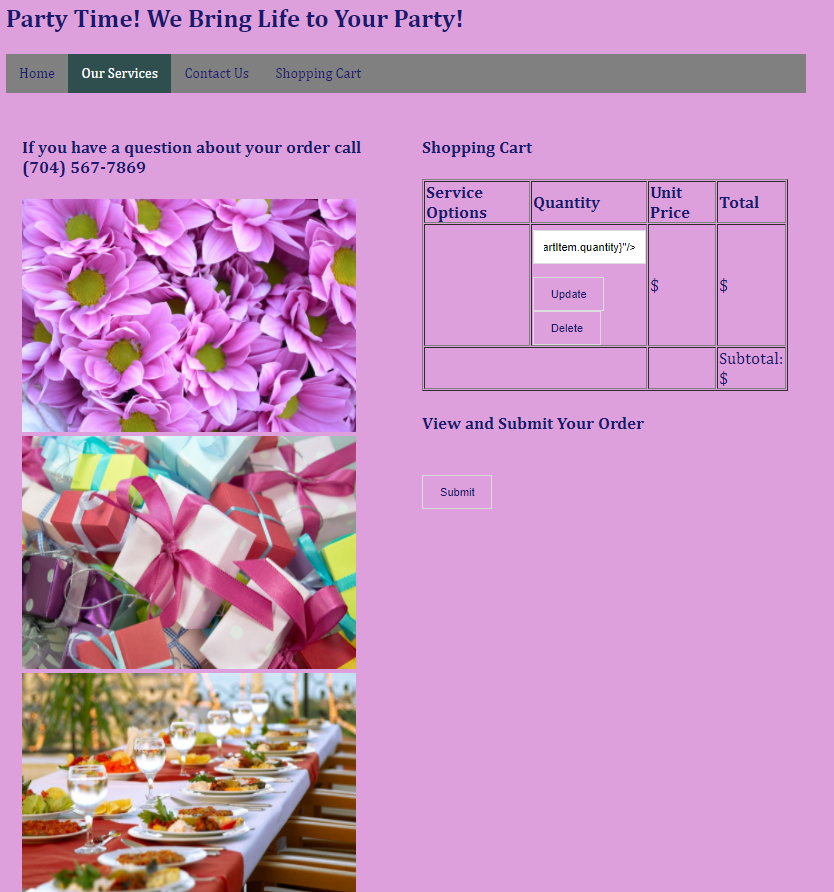 Party Time! We Bring Life to Your Party!
Home Our Services Contact Us Shopping Cart
If you have a question about your order call
(704) 567-7869
Shopping Cart
Service Options Quantity Unit Price Total
artItem.quantity}"/>
Update
Delete
$ $
Subtotal:
$
View and Submit Your Order
Submit